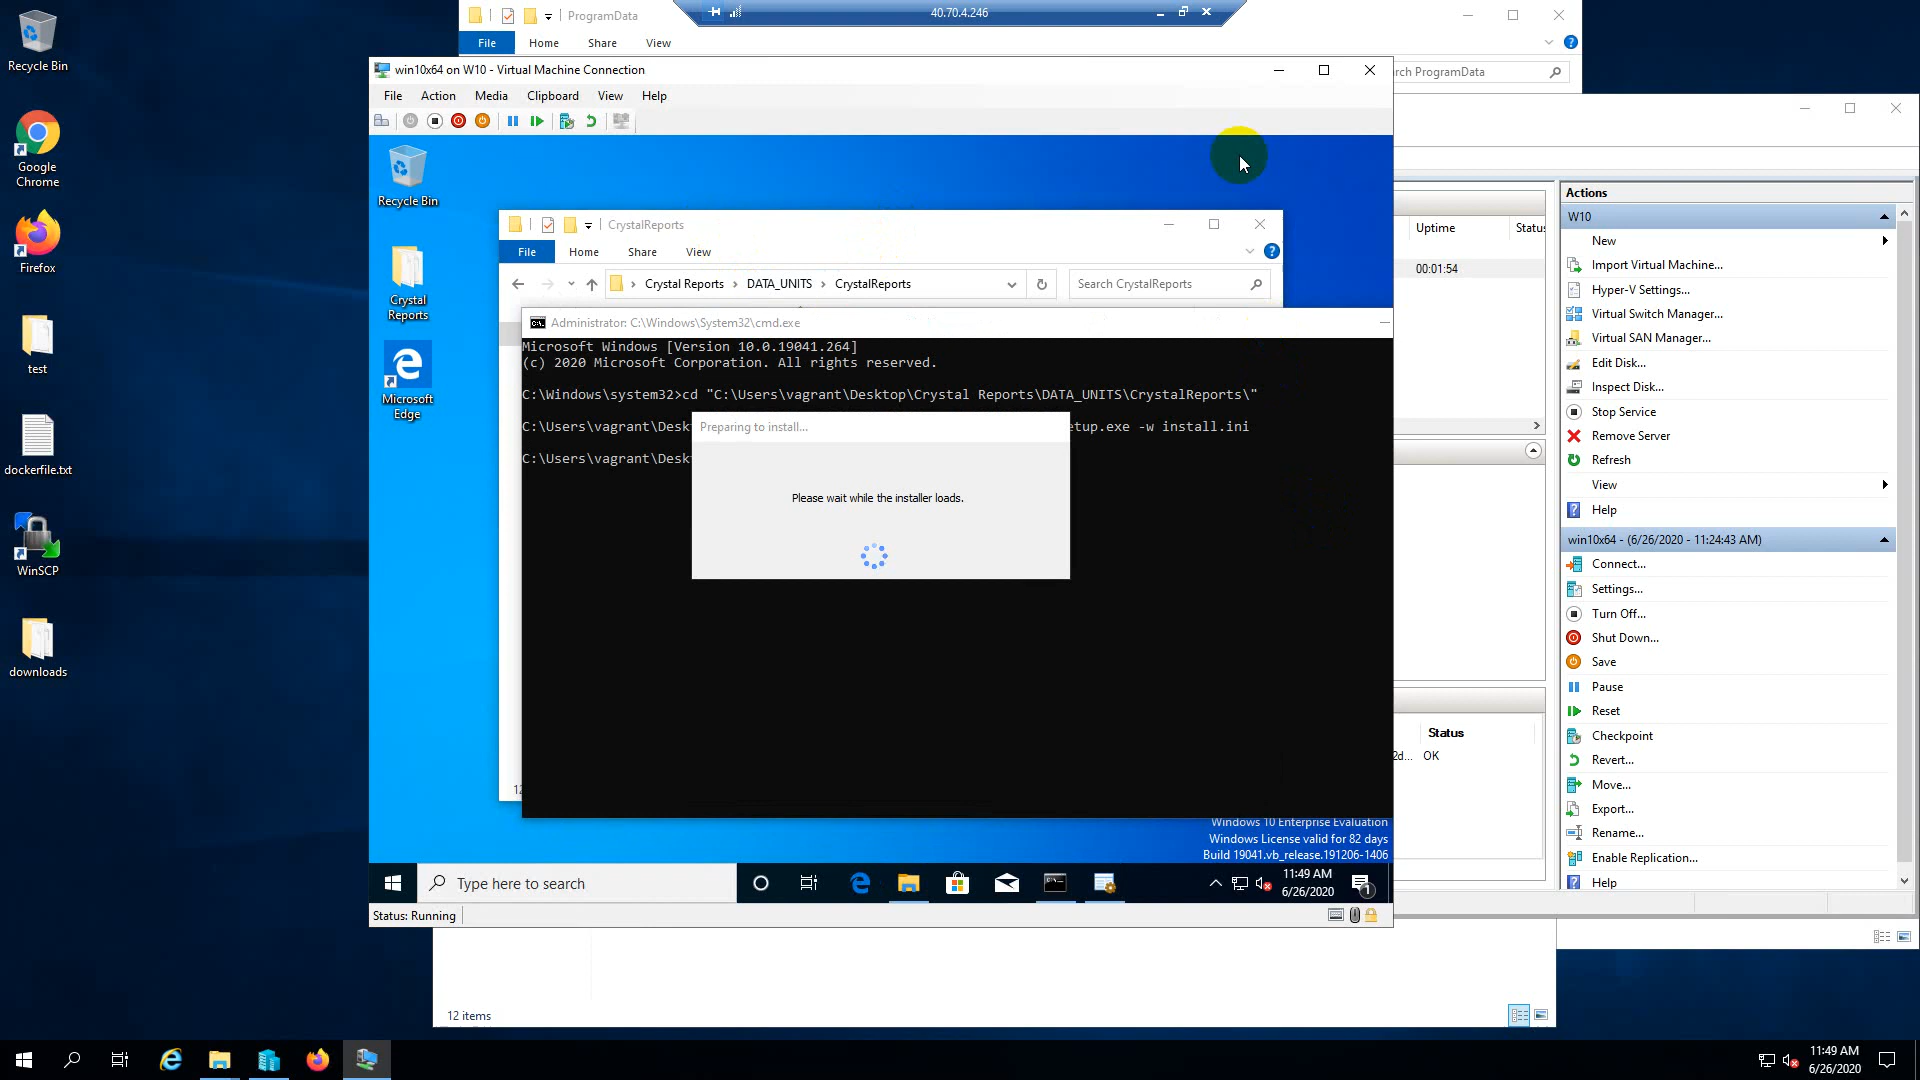 Recycle Bin
Google
Chrome
Firefox
test
dockerfile.txt
WinSCP
downloads
ProgramData
File Home Share View
40.70.4.246
rch ProgramData
win10x64 on W10 - Virtual Machine Connection
File Action Media Clipboard View Help
Recycle Bin
Crystal
Reports
Microsoft
Edge
CrystalReports
File Home Share View
Crystal Reports > DATA_UNITS > CrystalReports
Search CrystalReports
Administrator: C:\Windows\System32\cmd.exe
Microsoft Windows [Version 10.0.19041.264]
(c) 2020 Microsoft Corporation. All rights reserved.
C:\Windows\system32>cd "C:\Users\vagrant\Desktop\Crystal Reports\DATA_UNITS\CrystalReports\"
C:\Users\vagrant\Desk
etup.exe -w install.ini
C:\Users\vagrant\Desk
Preparing to install...
Please wait while the installer loads.
12
Windows 10 Enterprise Evaluation
Windows License valid for 82 days
Build 19041.vb_release.191206-1406
Type here to search
11:49 AM
6/26/2020
1
Status: Running
12 items
Uptime
Status
00:01:54
Status
2d... OK
Actions
W10
New
Import Virtual Machine...
Hyper-V Settings...
Virtual Switch Manager...
Virtual SAN Manager...
Edit Disk...
Inspect Disk...
Stop Service
Remove Server
Refresh
View
Help
win10x64 - (6/26/2020 - 11:24:43 AM)
Connect...
Settings...
Turn Off...
Shut Down...
Save
Pause
Reset
Checkpoint
Revert...
Move...
Export...
Rename...
Enable Replication...
Help
11:49 AM
6/26/2020